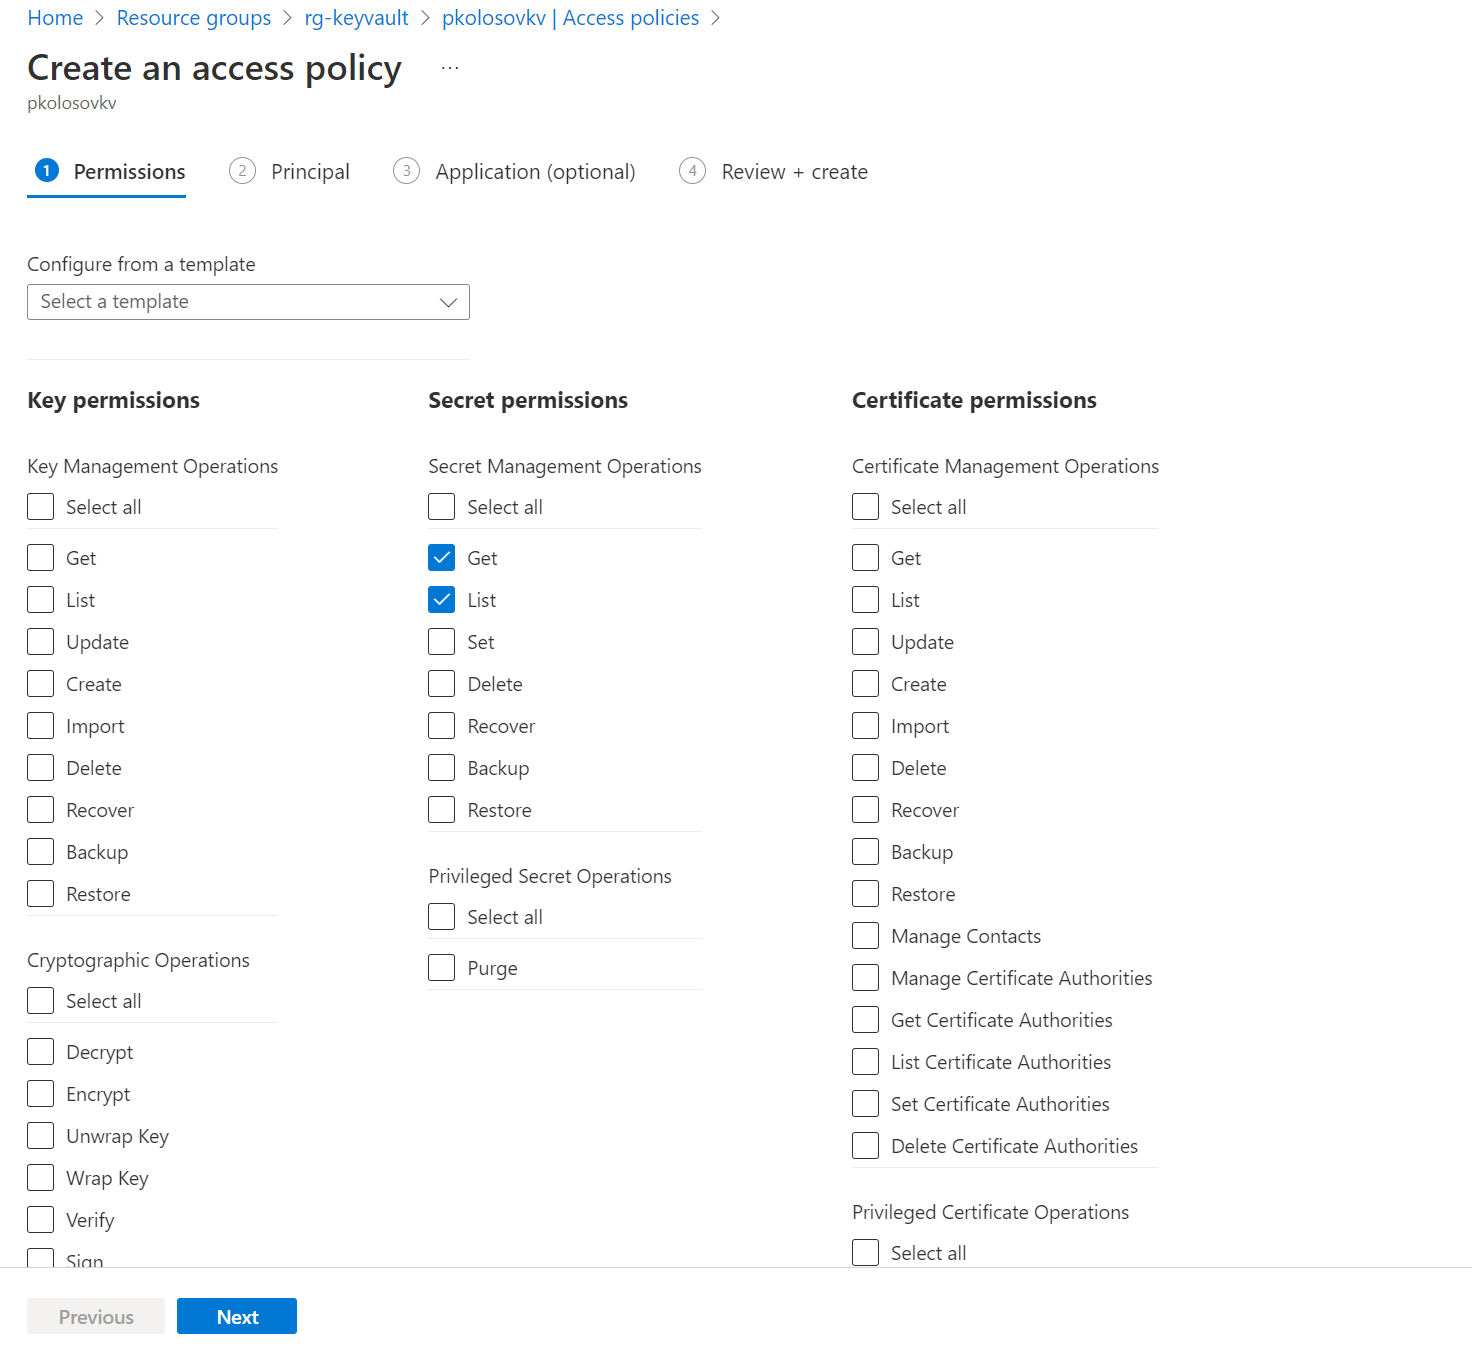 Home > Resource groups > rg-keyvault > pkolosovkv | Access policies >
Create an access policy ...
pkolosovkv
1 Permissions 2 Principal 3 Application (optional) 4 Review + create
Configure from a template
Select a template
Key permissions
Key Management Operations
Select all
Get
List
Update
Create
Import
Delete
Recover
Backup
Restore
Cryptographic Operations
Select all
Decrypt
Encrypt
Unwrap Key
Wrap Key
Verify
Sign
Secret permissions
Secret Management Operations
Select all
Get
List
Set
Delete
Recover
Backup
Restore
Privileged Secret Operations
Select all
Purge
Certificate permissions
Certificate Management Operations
Select all
Get
List
Update
Create
Import
Delete
Recover
Backup
Restore
Manage Contacts
Manage Certificate Authorities
Get Certificate Authorities
List Certificate Authorities
Set Certificate Authorities
Delete Certificate Authorities
Privileged Certificate Operations
Select all
Previous Next